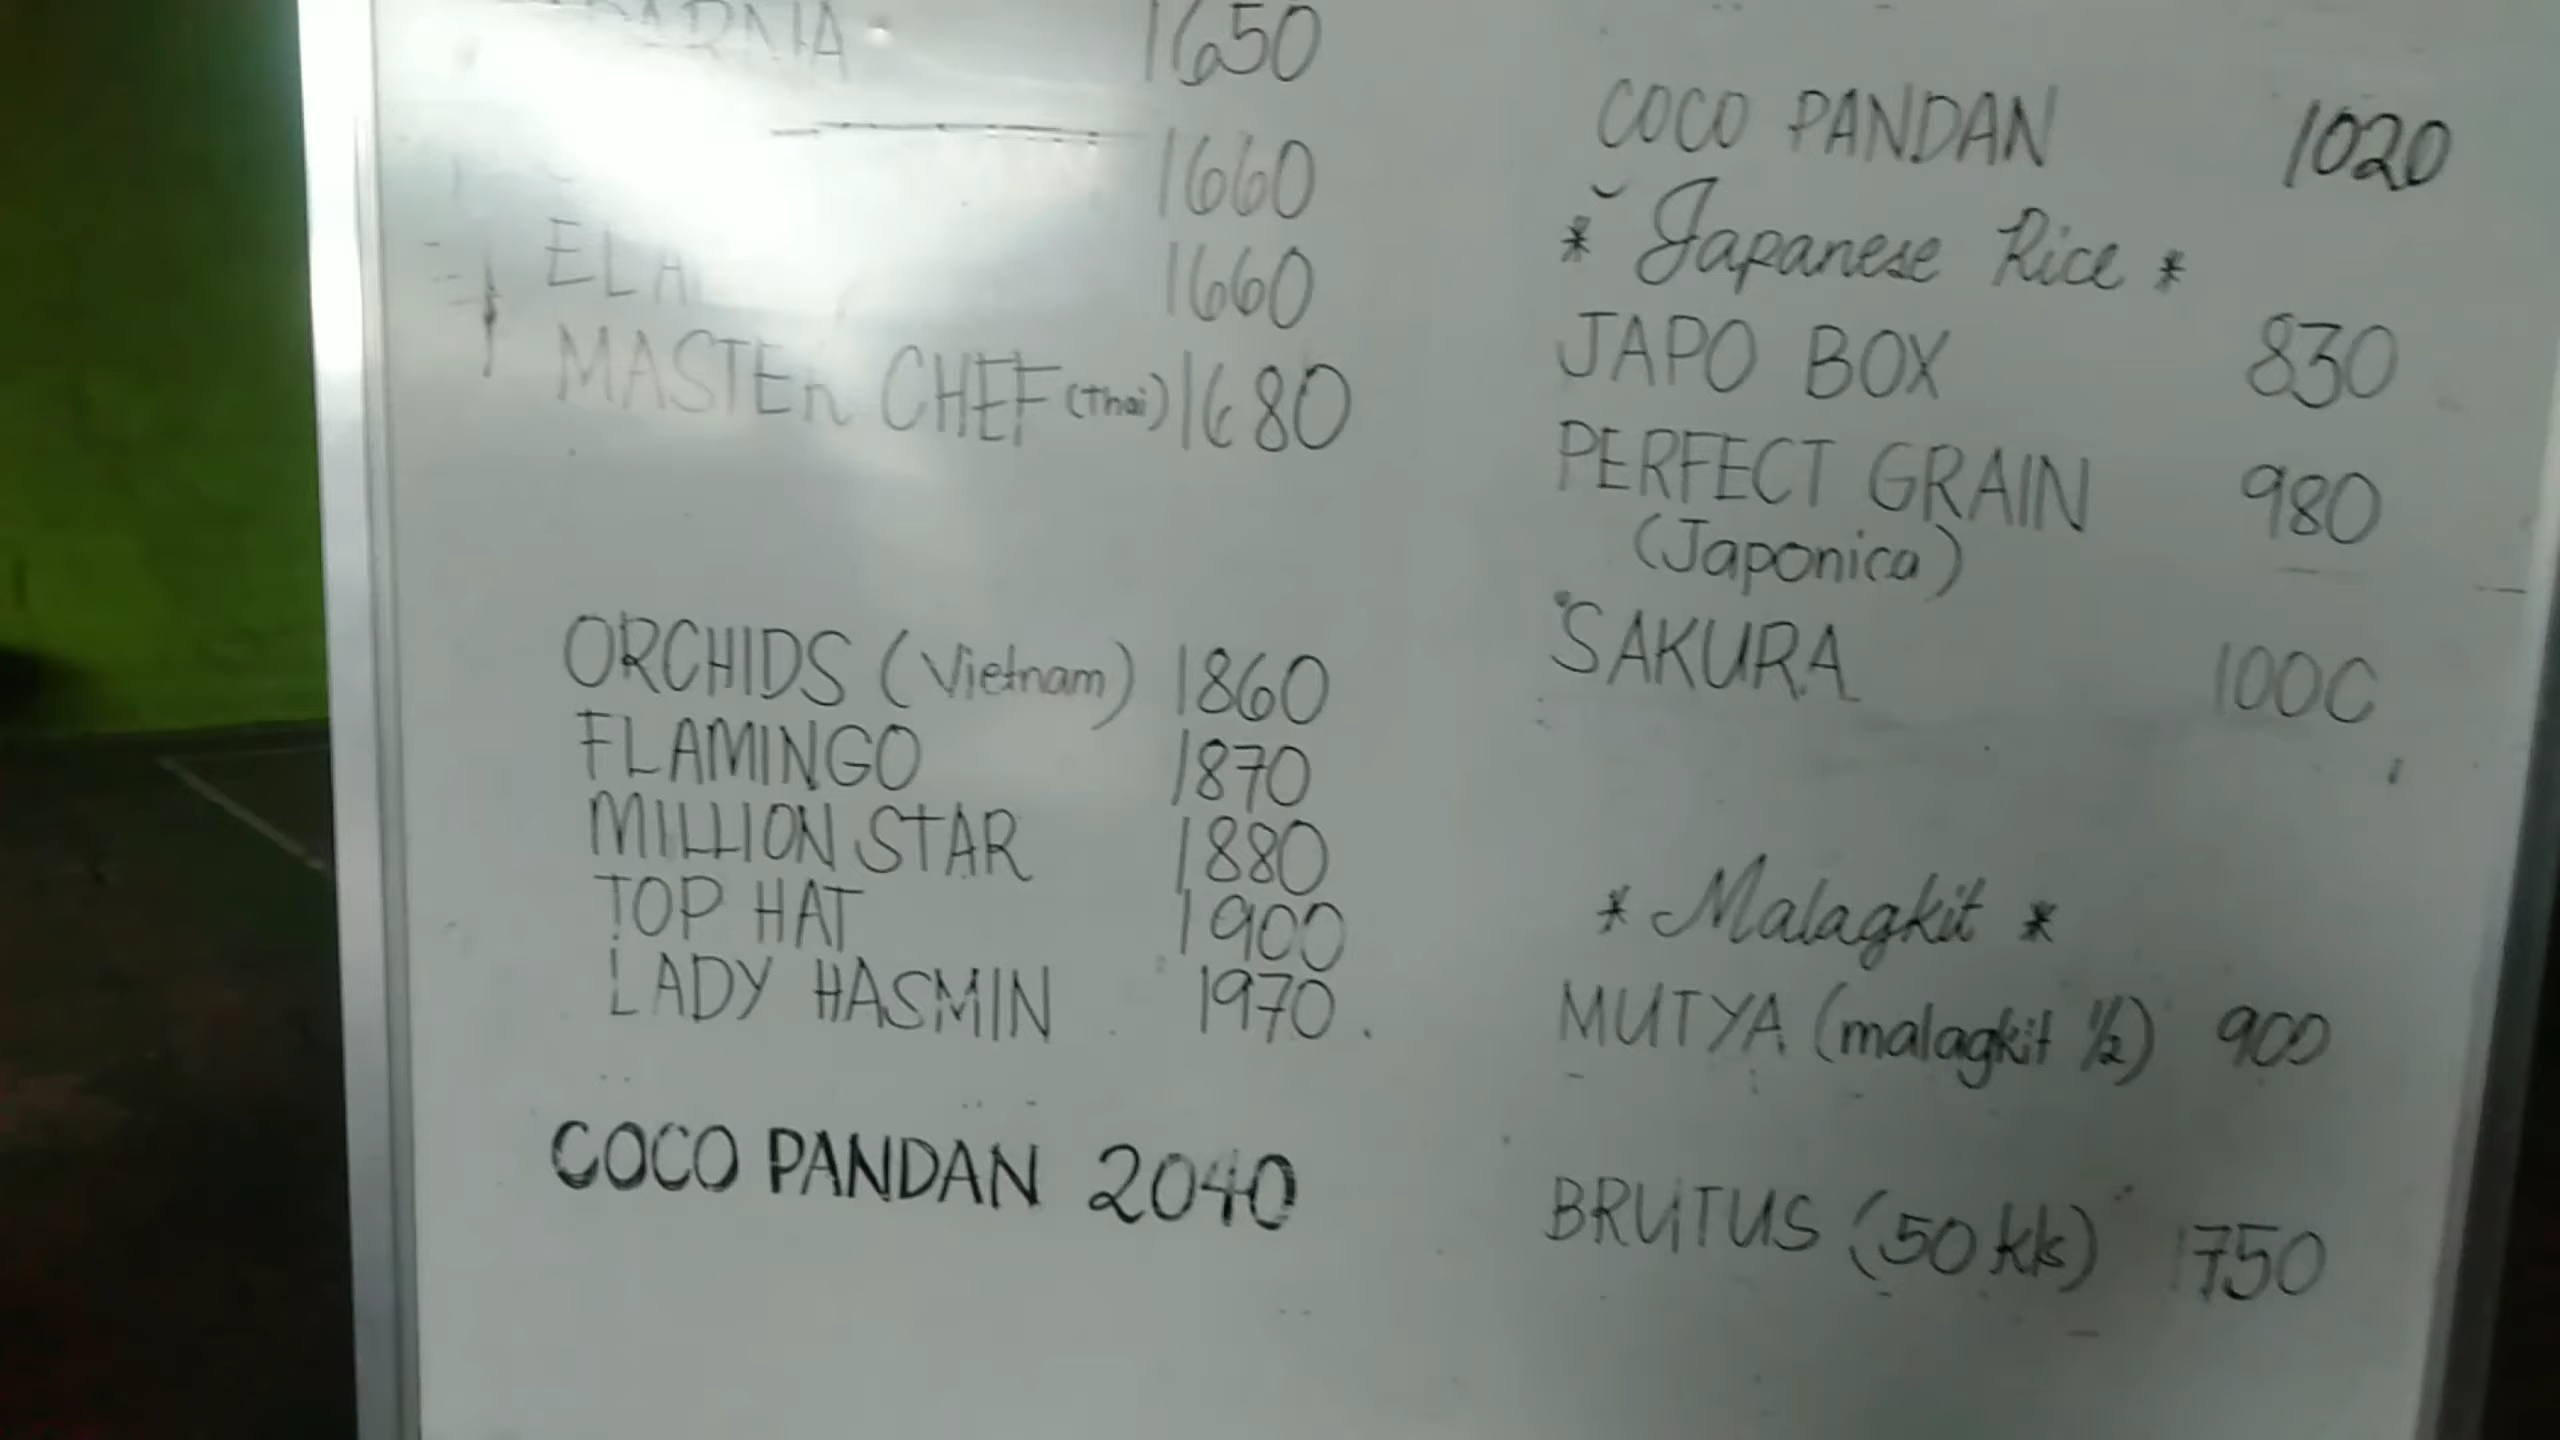 1650
1660
1660
MASTER CHEF (Thai) 1680
ORCHIDS (Vietnam) 1860
FLAMINGO 1870
MILLION STAR 1880
TOP HAT 1900
LADY HASMIN 1970
COCO PANDAN 2040
COCO PANDAN 1020
* Japanese Rice *
JAPO BOX 830
PERFECT GRAIN 980
(Japonica)
SAKURA 1000
* Malagkit *
MUTYA (malagkit 1/2) 900
BRUTUS (50 kls) 1750